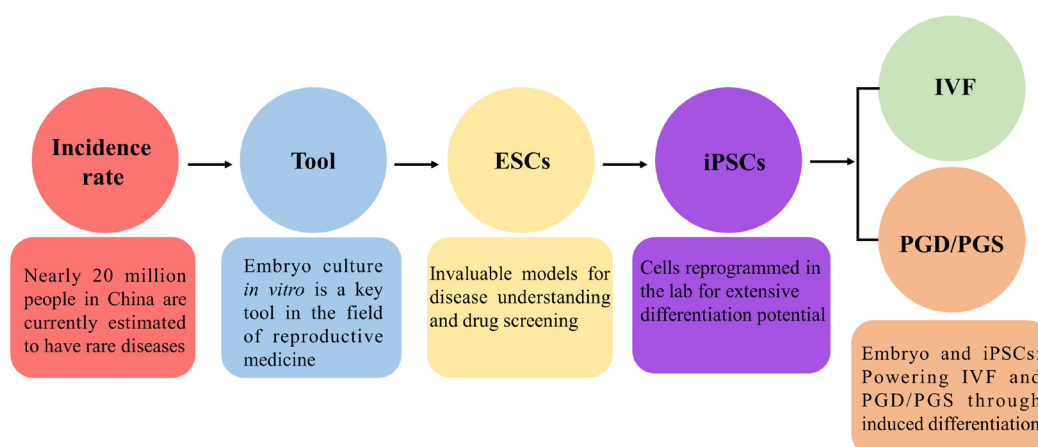 Incidence
rate
Tool
ESCs
iPSCs
IVF
PGD/PGS
Nearly 20 million
people in China are
currently estimated
to have rare diseases
Embryo culture
in vitro is a key
tool in the field
of reproductive
medicine
Invaluable models for
disease understanding
and drug screening
Cells reprogrammed in
the lab for extensive
differentiation potential
Embryo and iPSCs:
Powering IVF and
PGD/PGS through
induced differentiation